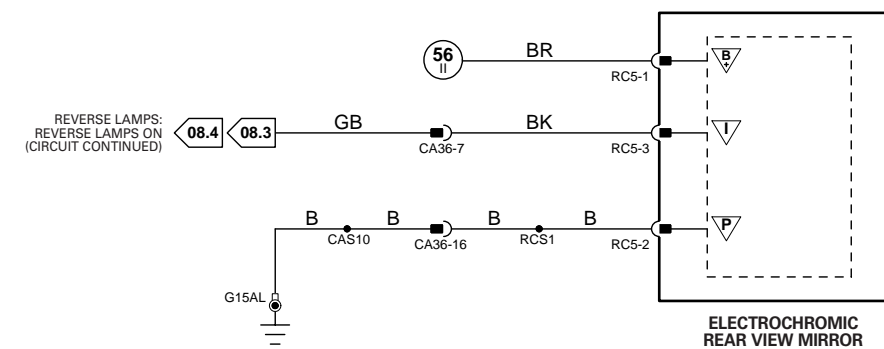 56
II
BR
RC5-1
B
+
REVERSE LAMPS:
REVERSE LAMPS ON
(CIRCUIT CONTINUED)
08.4
08.3
GB
CA36-7
BK
RC5-3
I
B
CAS10
B
CA36-16
B
RCS1
B
RC5-2
P
G15AL
ELECTROCHROMIC
REAR VIEW MIRROR